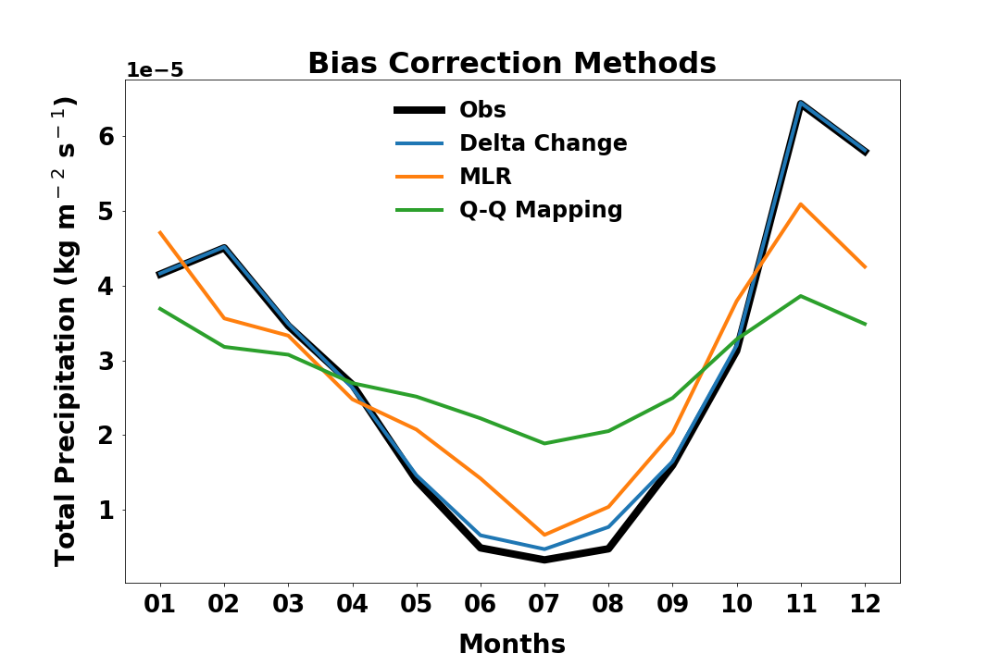 Bias Correction Methods
1e−5
Obs
Delta Change
MLR
Q-Q Mapping
Total Precipitation (kg m⁻² s⁻¹)
6
5
4
3
2
1
01 02 03 04 05 06 07 08 09 10 11 12
Months